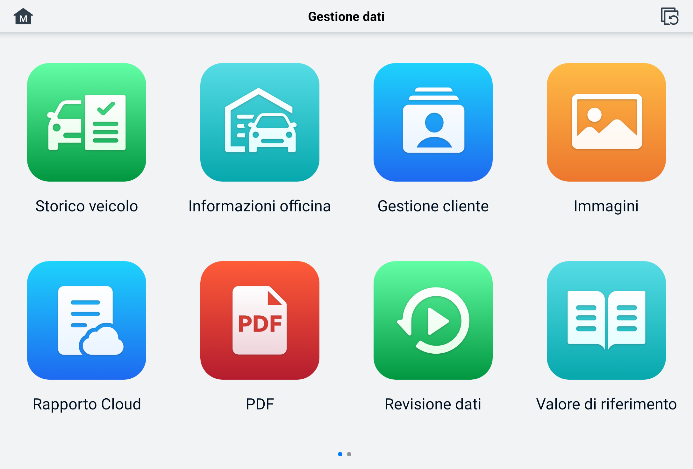 M
Gestione dati
Storico veicolo
Informazioni officina
Gestione cliente
Immagini
PDF
Rapporto Cloud
PDF
Revisione dati
Valore di riferimento